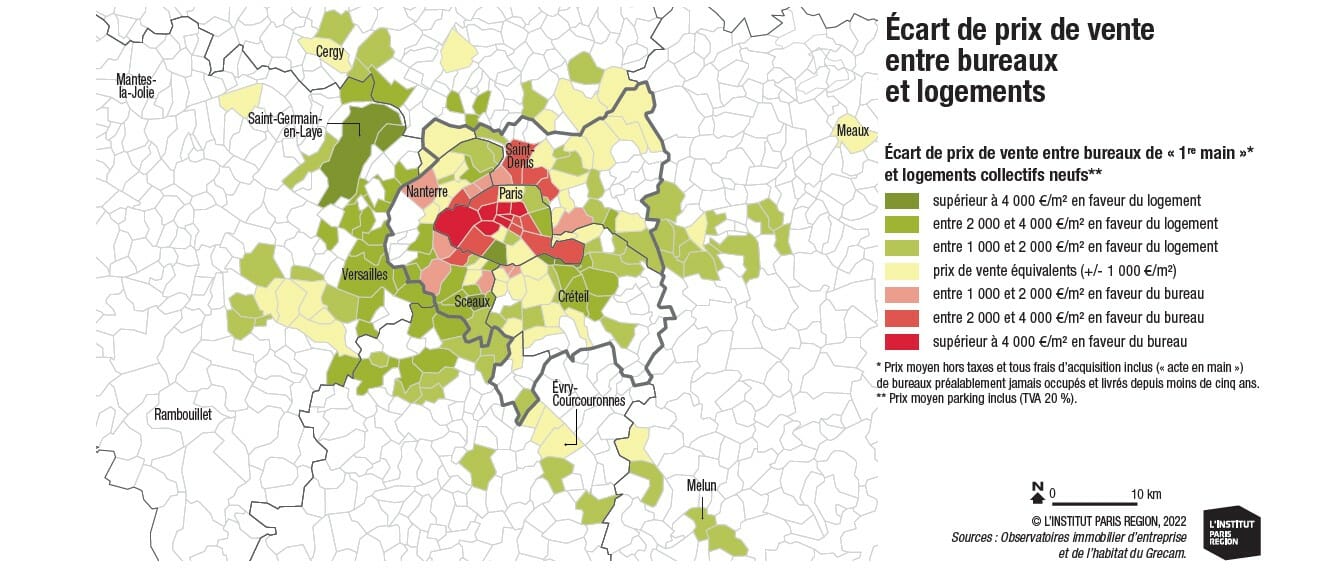 Écart de prix de vente
entre bureaux
et logements
Écart de prix de vente entre bureaux de « 1re main »*
et logements collectifs neufs**
supérieur à 4 000 €/m² en faveur du logement
entre 2 000 et 4 000 €/m² en faveur du logement
entre 1 000 et 2 000 €/m² en faveur du logement
prix de vente équivalents (+/- 1 000 €/m²)
entre 1 000 et 2 000 €/m² en faveur du bureau
entre 2 000 et 4 000 €/m² en faveur du bureau
supérieur à 4 000 €/m² en faveur du bureau
* Prix moyen hors taxes et tous frais d'acquisition inclus (« acte en main »)
de bureaux préalablement jamais occupés et livrés depuis moins de cinq ans.
** Prix moyen parking inclus (TVA 20 %).
Cergy
Mantes-
la-Jolie
Saint-Germain-
en-Laye
Meaux
Saint-
Denis
Nanterre
Paris
Versailles
Sceaux
Créteil
Évry-
Courcouronnes
Rambouillet
Melun
N
0 10 km
© L'INSTITUT PARIS REGION, 2022
Sources : Observatoires immobilier d'entreprise
et de l'habitat du Grecam.
L'INSTITUT
PARIS
REGION